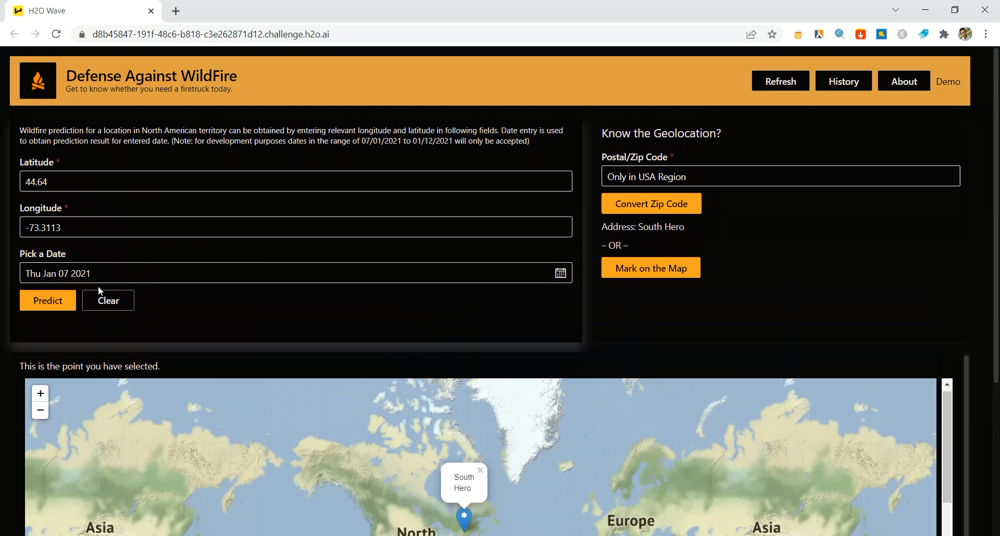 H2O Wave
d8b45847-191f-48c6-b818-c3e262871d12.challenge.h2o.ai
Defense Against WildFire
Get to know whether you need a firetruck today.
Refresh
History
About
Demo
Wildfire prediction for a location in North American territory can be obtained by entering relevant longitude and latitude in following fields. Date entry is used
to obtain prediction result for entered date. (Note: for development purposes dates in the range of 07/01/2021 to 01/12/2021 will only be accepted)
Latitude *
44.64
Longitude *
-73.3113
Pick a Date
Thu Jan 07 2021
Predict
Clear
Know the Geolocation?
Postal/Zip Code *
Only in USA Region
Convert Zip Code
Address: South Hero
– OR –
Mark on the Map
This is the point you have selected.
+
−
South
Hero
Asia
North
Europe
Asia